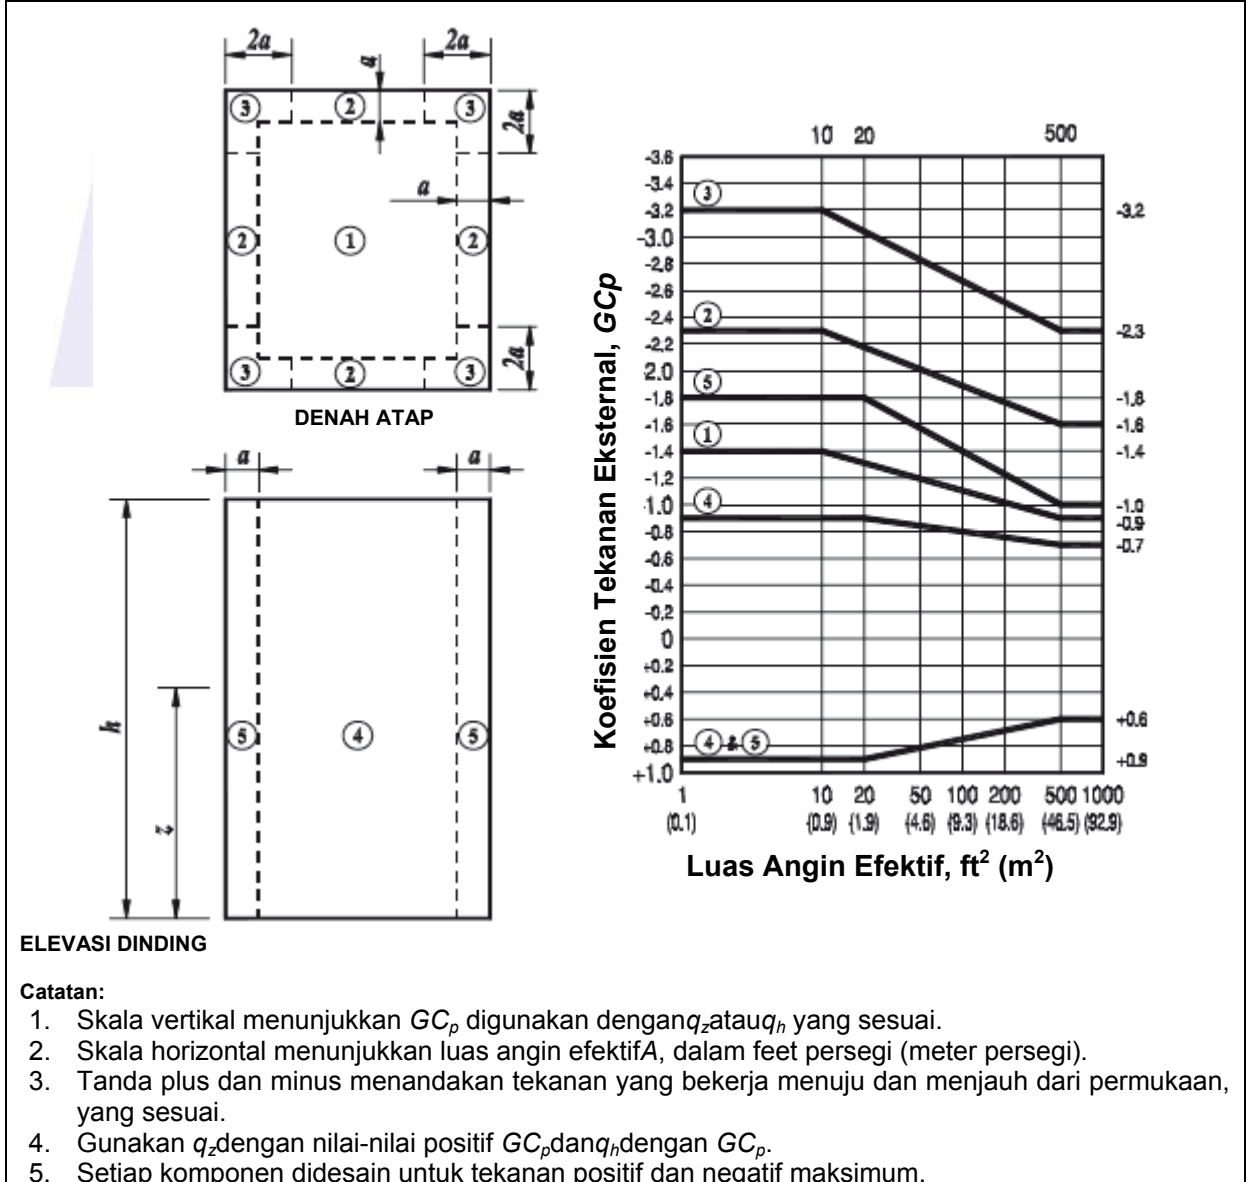 2a 2a
a
3 2 3
2a
a
2 1 2
2a
3 2 3
DENAH ATAP
a a
h
z
5 4 5
ELEVASI DINDING
10 20 500
Koefisien Tekanan Eksternal, GCp
-3.6
-3.4
-3.2 -3.2
-3.0
-2.8
-2.6
-2.4
-2.3
-2.2
2.0
-1.8 -1.8
-1.6 -1.6
-1.4 -1.4
-1.2
1.0 -1.0
-0.9
-0.8
-0.7
-0.6
-0.4
-0.2
0
+0.2
+0.4
+0.6 +0.6
+0.8
+0.9
+1.0
3
2
5
1
4
4 & 5
1 10 20 50 100 200 500 1000
(0.1) (0.9) (1.9) (4.6) (9.3) (18.6) (46.5) (92.9)
Luas Angin Efektif, ft² (m²)
Catatan:
1. Skala vertikal menunjukkan GCp digunakan denganqzatauqh yang sesuai.
2. Skala horizontal menunjukkan luas angin efektifA, dalam feet persegi (meter persegi).
3. Tanda plus dan minus menandakan tekanan yang bekerja menuju dan menjauh dari permukaan,
yang sesuai.
4. Gunakan qzdengan nilai-nilai positif GCpdanqhdengan GCp.
5. Setiap komponen didesain untuk tekanan positif dan negatif maksimum.